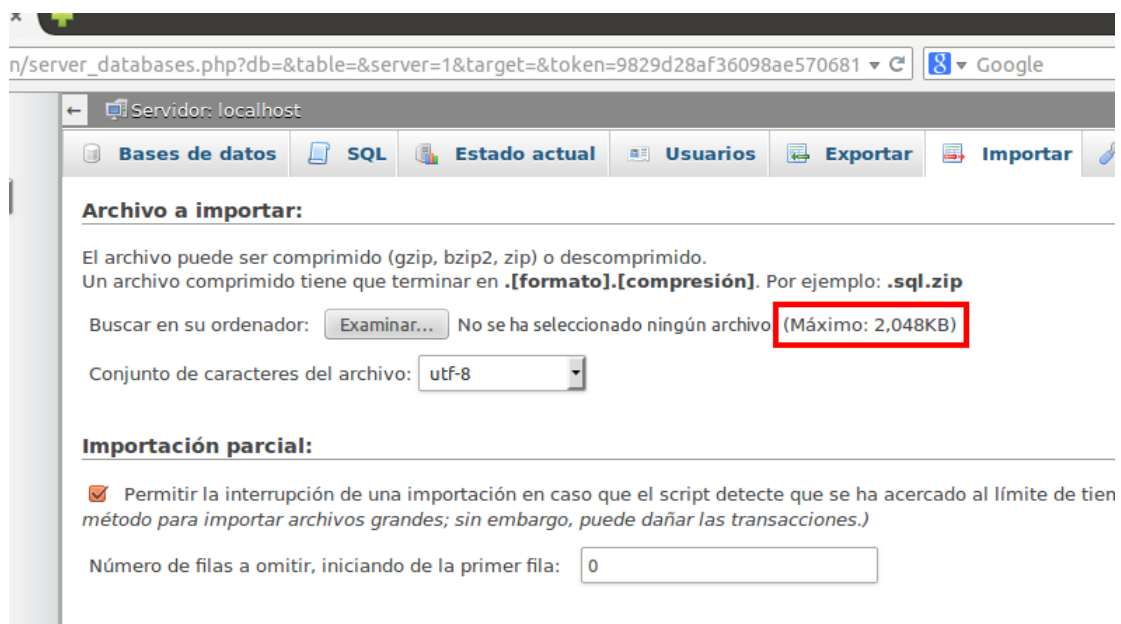 n/server_databases.php?db=&table=&server=1&target=&token=9829d28af36098ae570681 Google
Servidor: localhost
Bases de datos SQL Estado actual Usuarios Exportar Importar
Archivo a importar:
El archivo puede ser comprimido (gzip, bzip2, zip) o descomprimido.
Un archivo comprimido tiene que terminar en .[formato].[compresión]. Por ejemplo: .sql.zip
Buscar en su ordenador: Examinar... No se ha seleccionado ningún archivo (Máximo: 2,048KB)
Conjunto de caracteres del archivo: utf-8
Importación parcial:
Permitir la interrupción de una importación en caso que el script detecte que se ha acercado al límite de tien
método para importar archivos grandes; sin embargo, puede dañar las transacciones.)
Número de filas a omitir, iniciando de la primer fila: 0